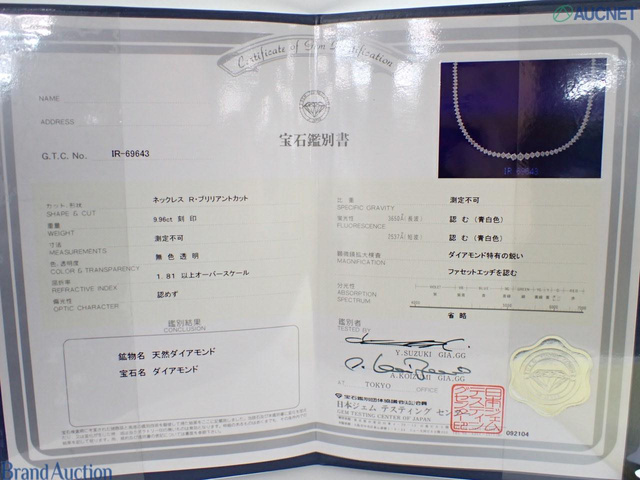 AUCNET
Certificate of Gem Identification
NAME
ADDRESS
宝石鑑別書
G.T.C. No. IR-69643
IR-69643
カット・形状 ネックレス R・ブリリアントカット
SHAPE & CUT
重量 9.96ct 刻印
WEIGHT
寸法 測定不可
MEASUREMENTS
色・透明度 無色透明
COLOR & TRANSPARENCY
屈折率 1.81 以上オーバースケール
REFRACTIVE INDEX
偏光性 認めず
OPTIC CHARACTER
鑑別結果
CONCLUSION
鉱物名 天然ダイアモンド
宝石名 ダイアモンド
比重 測定不可
SPECIFIC GRAVITY
蛍光性 認む (青白色)
FLUORESCENCE
認む (青白色)
顕微鏡拡大検査 ダイアモンド特有の鋭い
MAGNIFICATION
ファセットエッヂを認む
分光性
ABSORPTION
SPECTRUM
省略
鑑別者
TESTED BY
Y.SUZUKI GIA.GG
A.KOIZUMI GIA.GG
AT. TOKYO OFFICE
日本ジェム テスティング センター
GEM TESTING CENTER OF JAPAN
092104
Brand Auction